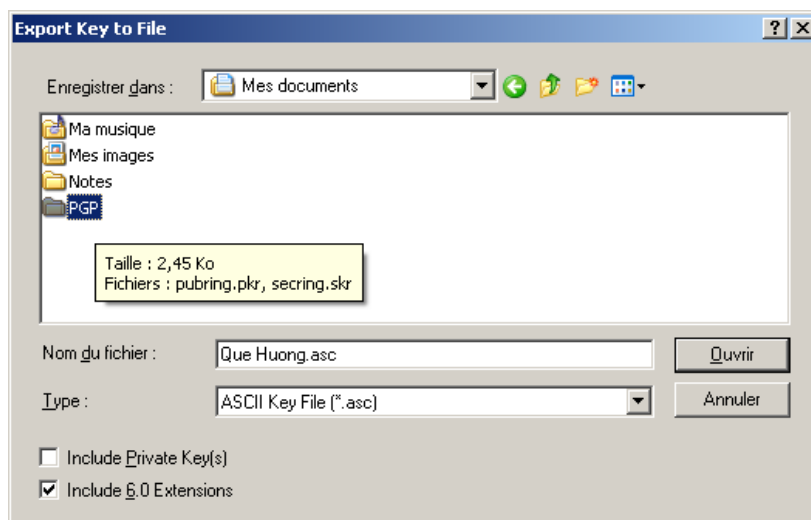 Export Key to File
Enregistrer dans :
Mes documents
Ma musique
Mes images
Notes
PGP
Taille : 2,45 Ko
Fichiers : pubring.pkr, secring.skr
Nom du fichier :
Que Huong.asc
Ouvrir
Type :
ASCII Key File (*.asc)
Annuler
Include Private Key(s)
Include 6.0 Extensions